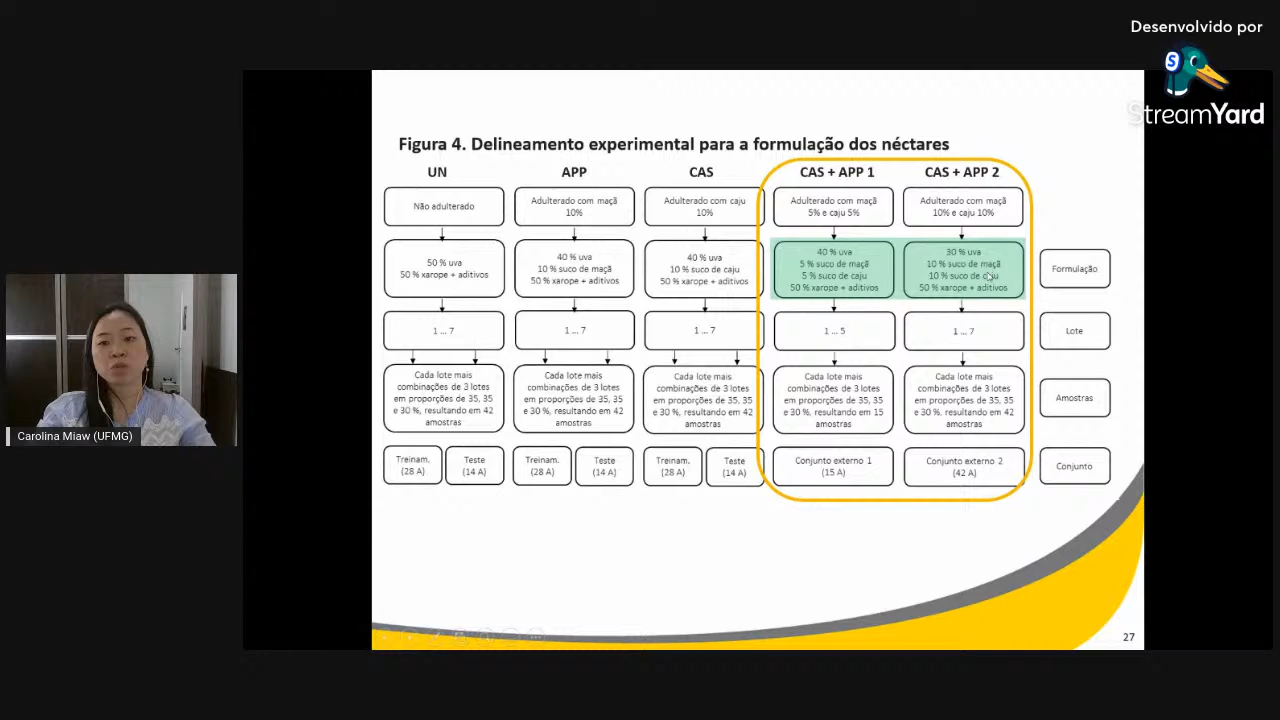 Desenvolvido por
StreamYard
Figura 4. Delineamento experimental para a formulação dos néctares
UN
APP
CAS
CAS + APP 1
CAS + APP 2
Não adulterado
Adulterado com maçã
10%
Adulterado com caju
10%
Adulterado com maçã
5% e caju 5%
Adulterado com maçã
10% e caju 10%
50 % uva
50 % xarope + aditivos
40 % uva
10 % suco de maçã
50 % xarope + aditivos
40 % uva
10 % suco de caju
50 % xarope + aditivos
40 % uva
5 % suco de maçã
5 % suco de caju
50 % xarope + aditivos
30 % uva
10 % suco de maçã
10 % suco de caju
50 % xarope + aditivos
Formulação
1 ... 7
1 ... 7
1 ... 7
1 ... 5
1 ... 7
Lote
Cada lote mais
combinações de 3 lotes
em proporções de 35, 35
e 30 %, resultando em 42
amostras
Cada lote mais
combinações de 3 lotes
em proporções de 35, 35
e 30 %, resultando em 42
amostras
Cada lote mais
combinações de 3 lotes
em proporções de 35, 35
e 30 %, resultando em 42
amostras
Cada lote mais
combinações de 3 lotes
em proporções de 35, 35
e 30 %, resultando em 15
amostras
Cada lote mais
combinações de 3 lotes
em proporções de 35, 35
e 30 %, resultando em 42
amostras
Amostras
Treinam.
(28 A)
Teste
(14 A)
Treinam.
(28 A)
Teste
(14 A)
Treinam.
(28 A)
Teste
(14 A)
Conjunto externo 1
(15 A)
Conjunto externo 2
(42 A)
Conjunto
Carolina Miaw (UFMG)
27